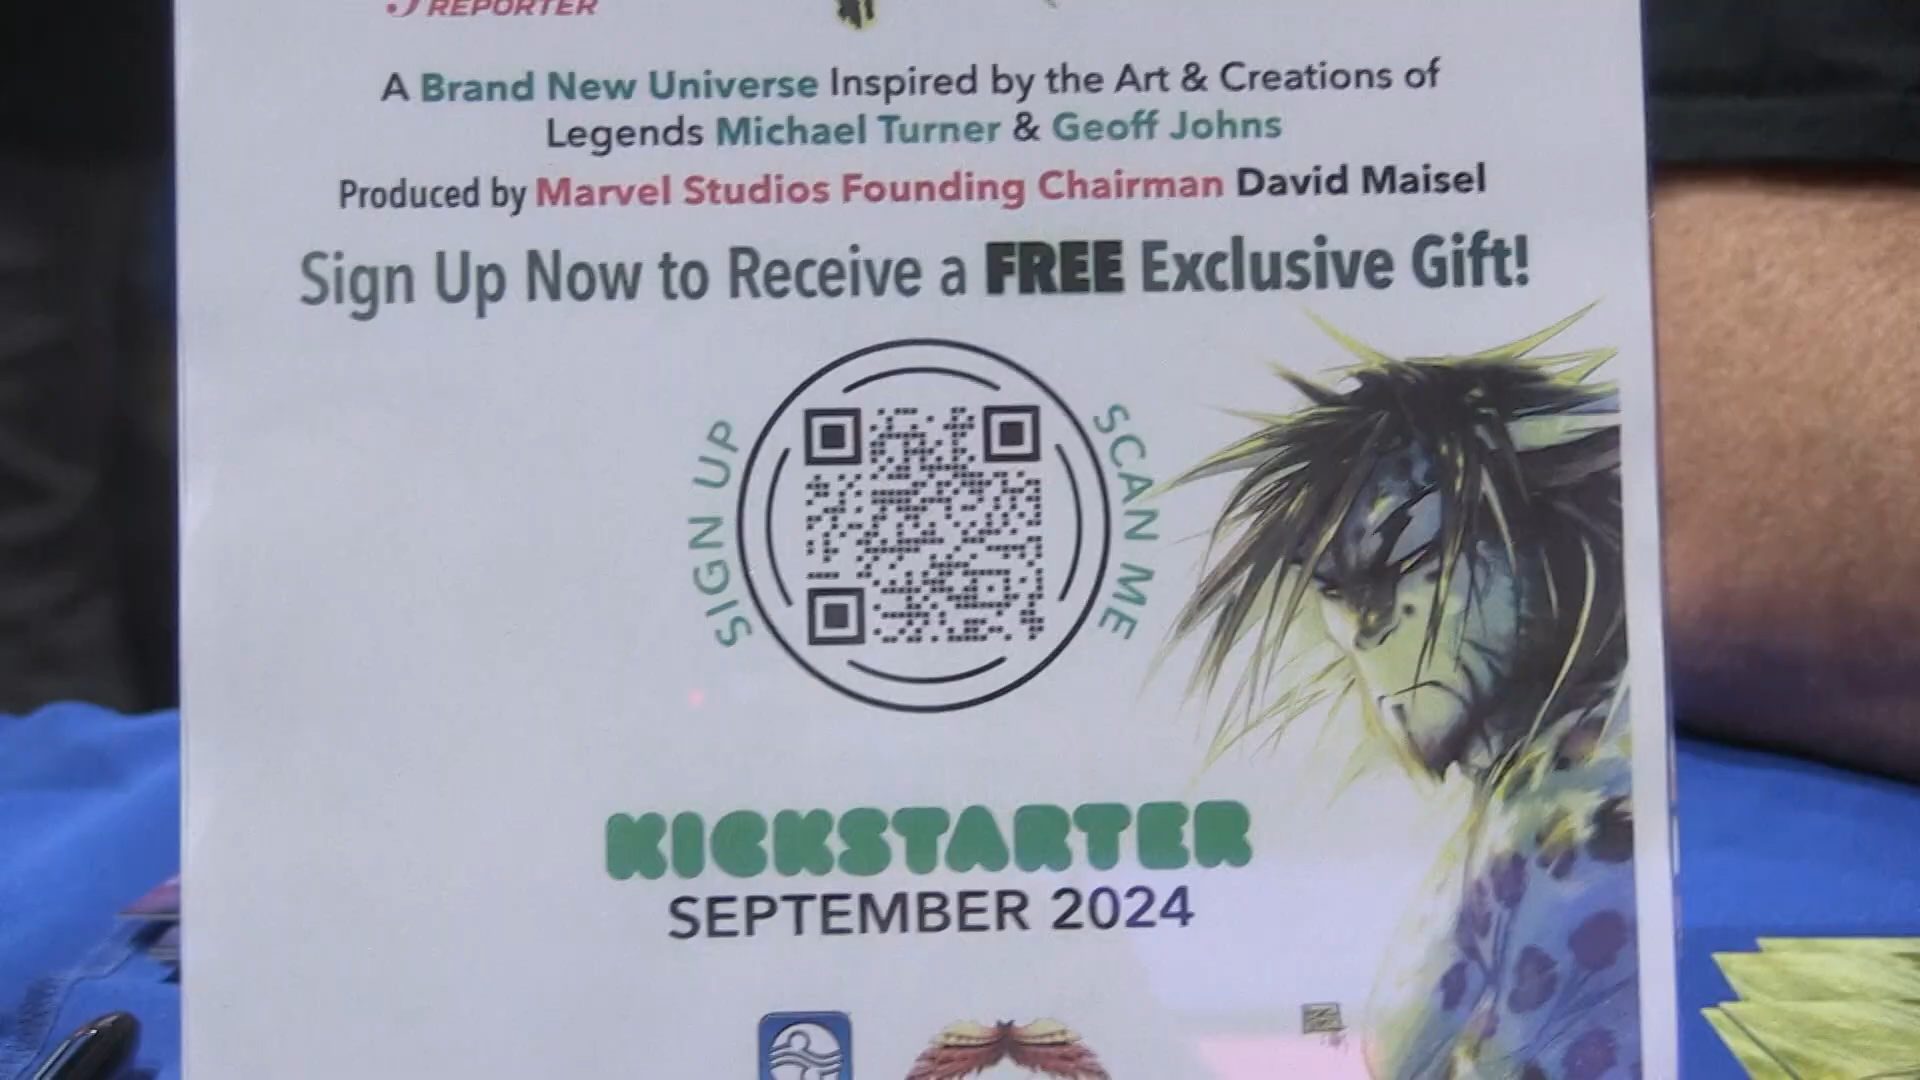 REPORTER
A Brand New Universe Inspired by the Art & Creations of
Legends Michael Turner & Geoff Johns
Produced by Marvel Studios Founding Chairman David Maisel
Sign Up Now to Receive a FREE Exclusive Gift!
SIGN UP
SCAN ME
KICKSTARTER
SEPTEMBER 2024